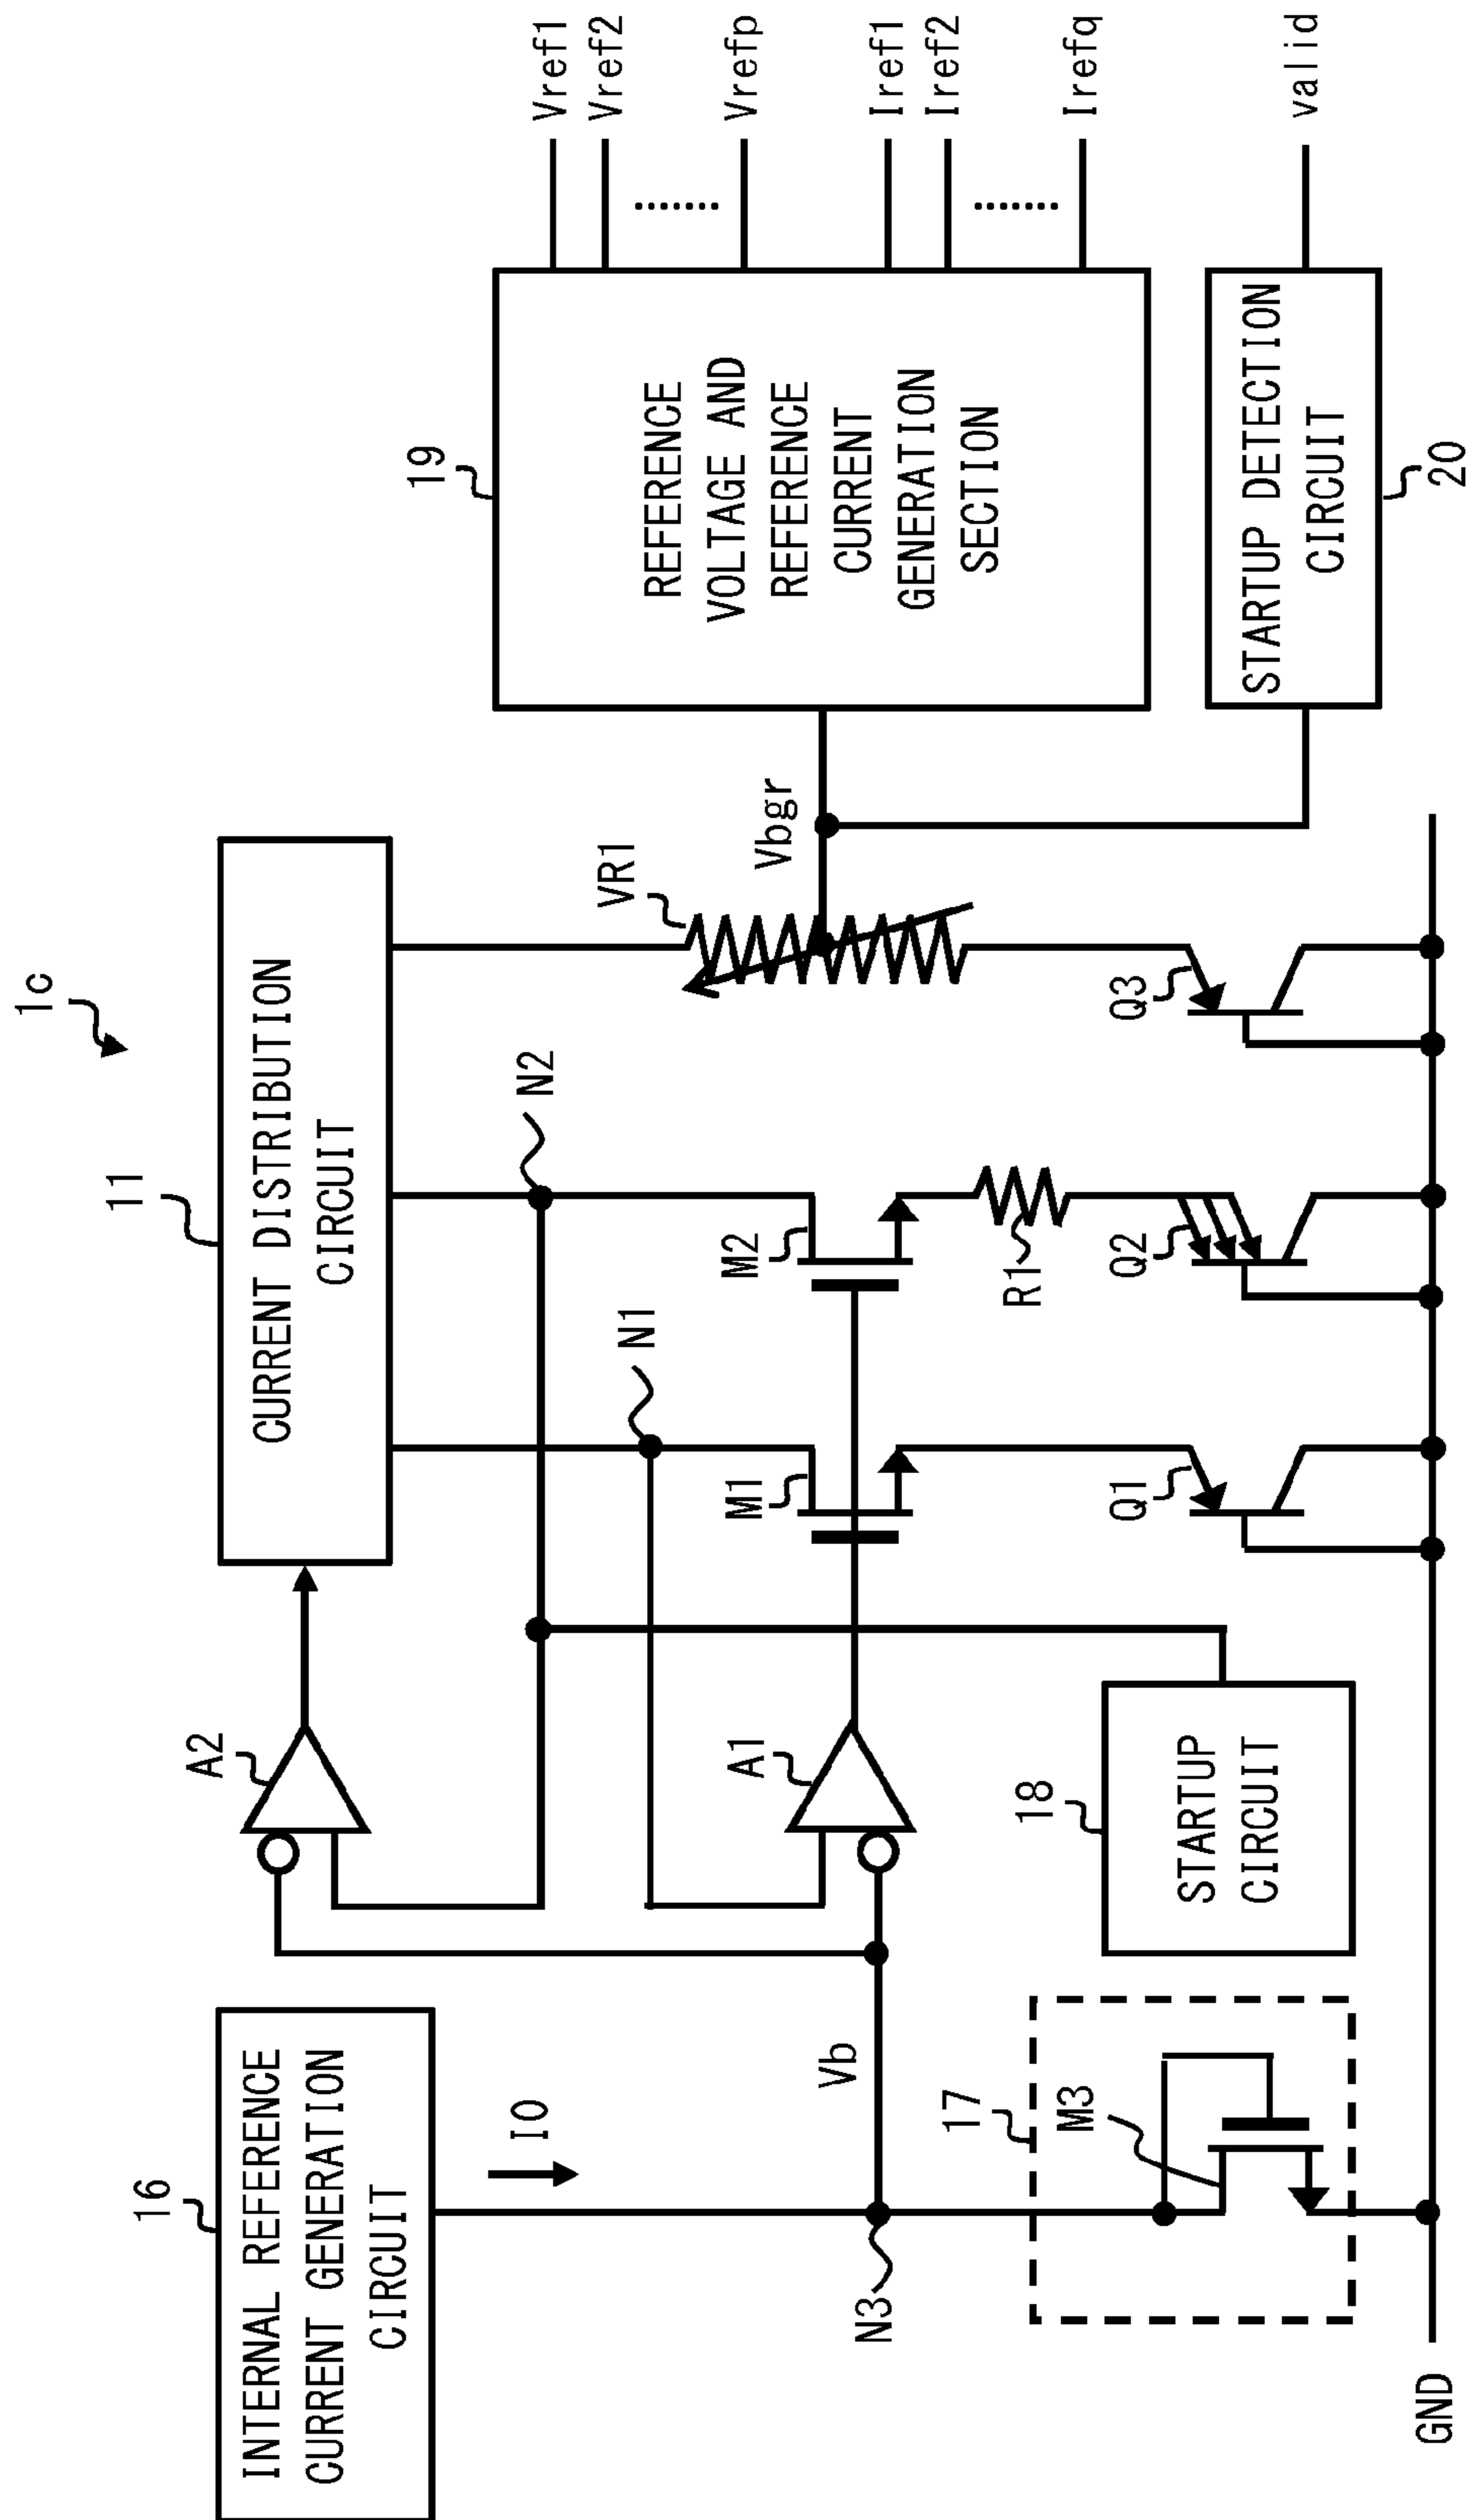 1c
16
INTERNAL REFERENCE
CURRENT GENERATION
CIRCUIT
I0
A2
11
CURRENT DISTRIBUTION
CIRCUIT
N2
N1
VR1
Vbgr
19
REFERENCE
VOLTAGE AND
REFERENCE
CURRENT
GENERATION
SECTION
Vref1
Vref2
Vrefp
Iref1
Iref2
Irefq
valid
STARTUP DETECTION
CIRCUIT
20
A1
M1
M2
R1
Q1
Q2
Q3
Vb
N3
17
M3
18
STARTUP
CIRCUIT
GND